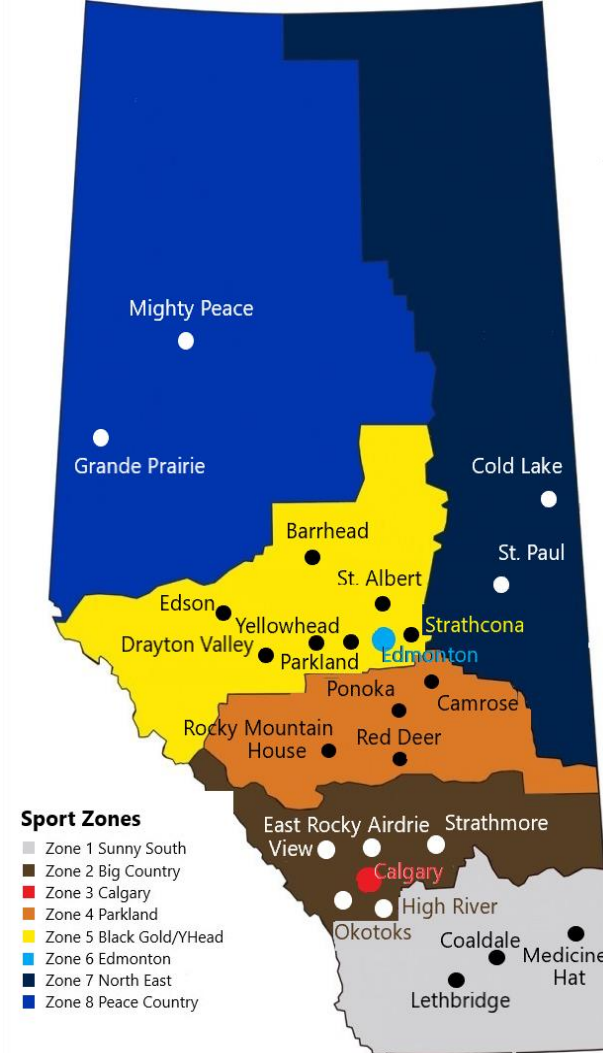 Mighty Peace
Grande Prairie
Cold Lake
St. Paul
Barrhead
St. Albert
Edson
Yellowhead
Strathcona
Drayton Valley
Parkland
Edmonton
Ponoka
Camrose
Rocky Mountain
House
Red Deer
East Rocky
View
Airdrie
Strathmore
Calgary
High River
Okotoks
Coaldale
Medicine
Hat
Lethbridge
Sport Zones
Zone 1 Sunny South
Zone 2 Big Country
Zone 3 Calgary
Zone 4 Parkland
Zone 5 Black Gold/YHead
Zone 6 Edmonton
Zone 7 North East
Zone 8 Peace Country